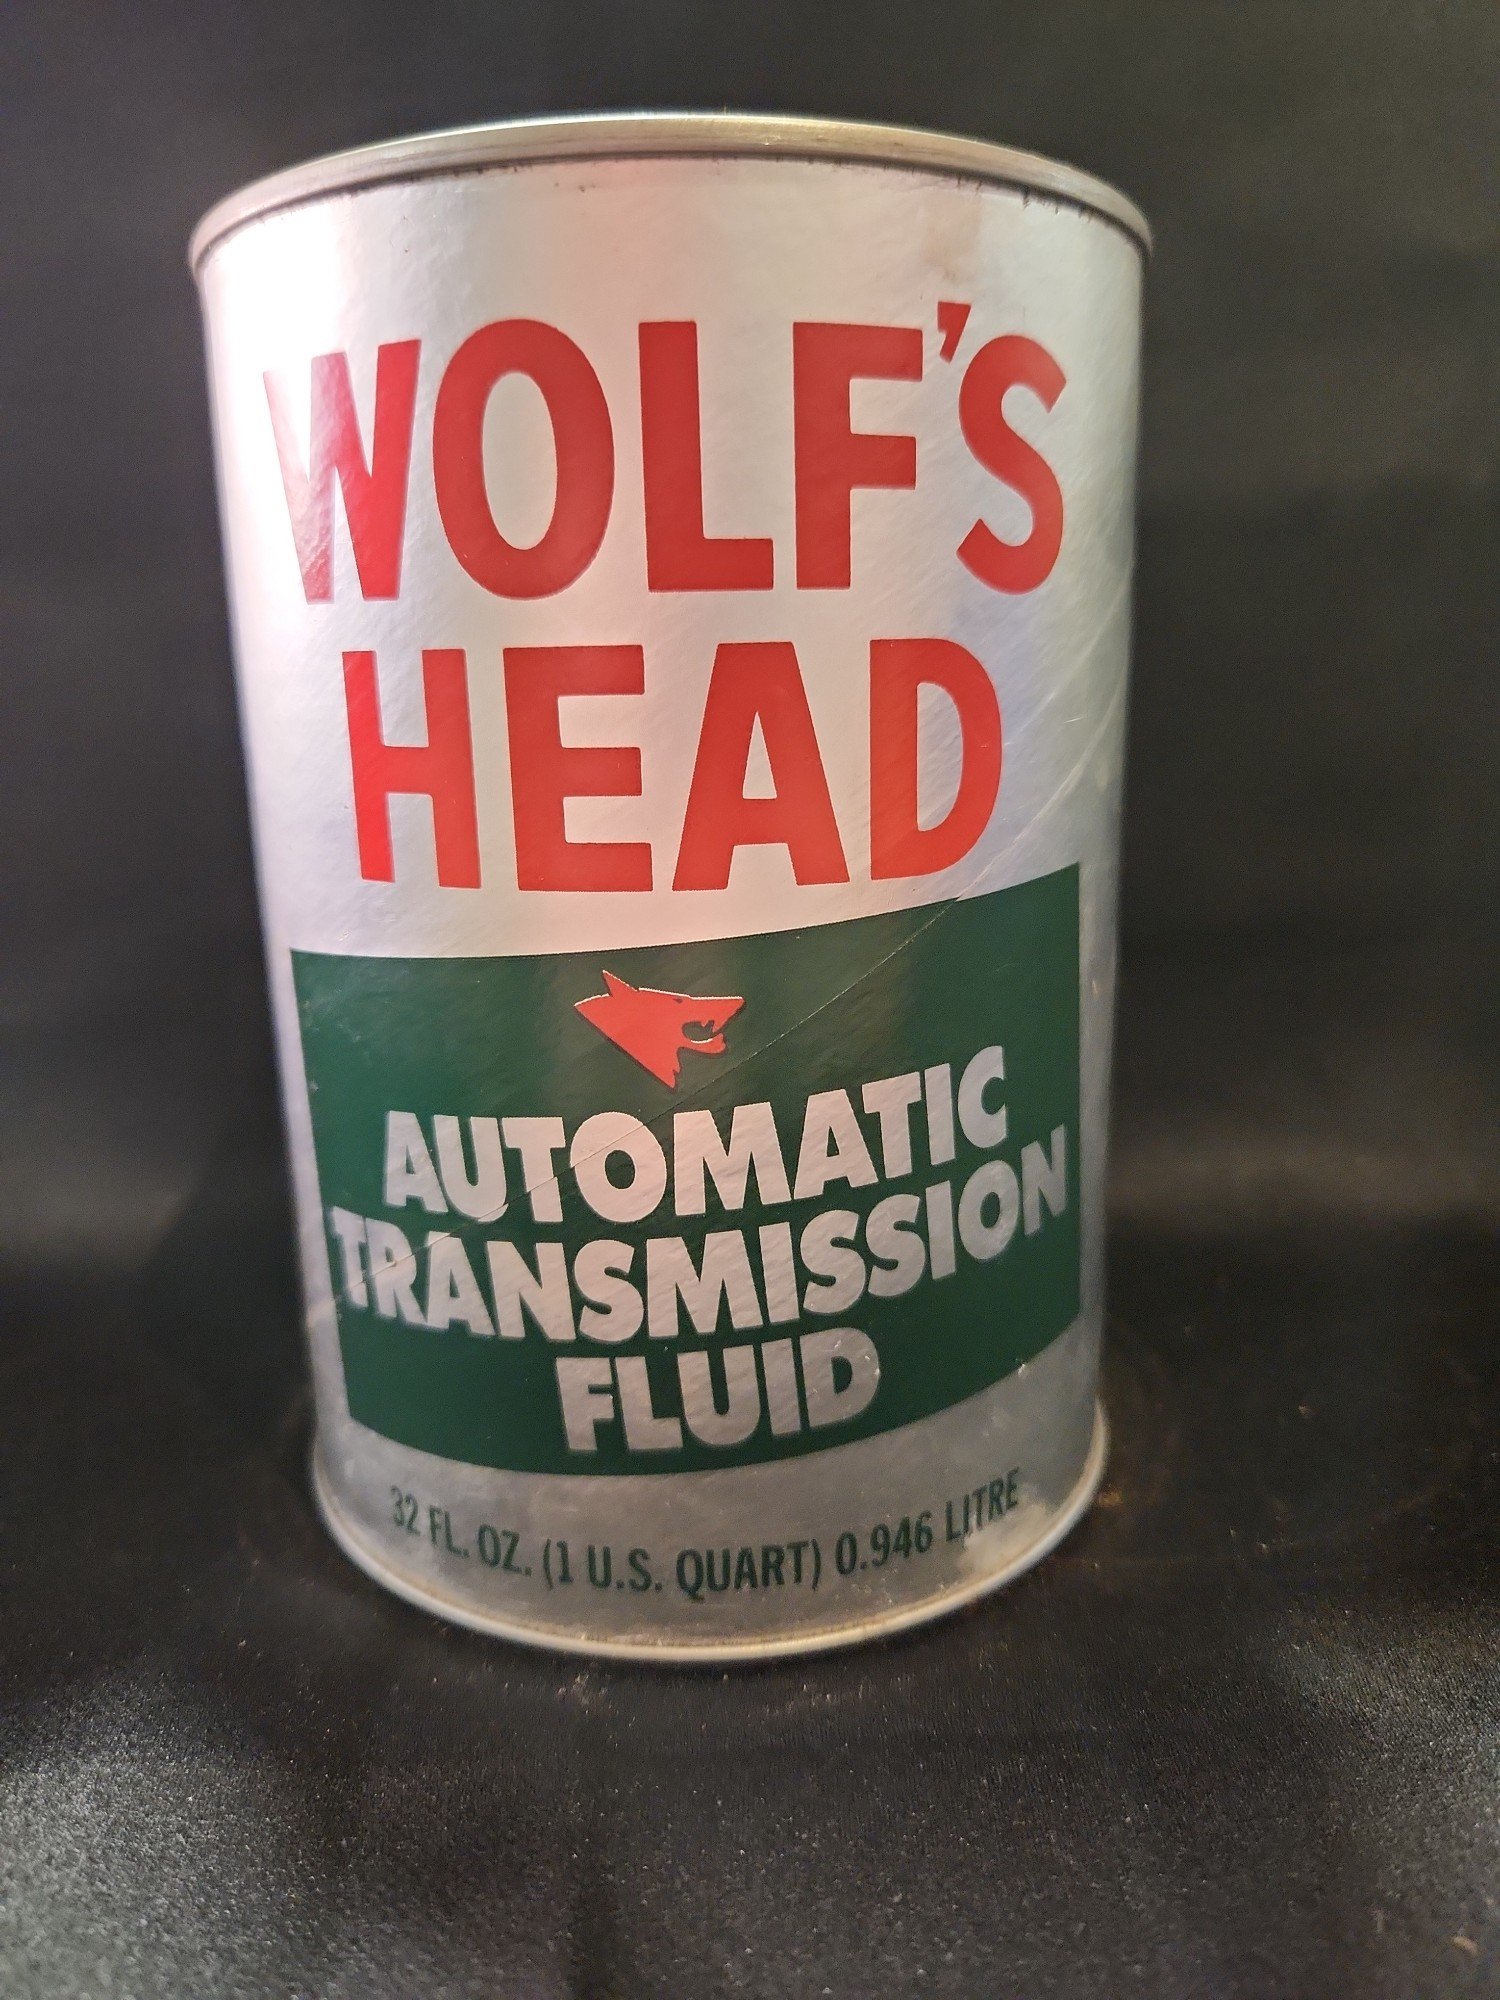 WOLF'S
HEAD
AUTOMATIC
TRANSMISSION
FLUID
32 FL. OZ. (1 U.S. QUART) 0.946 LITRE